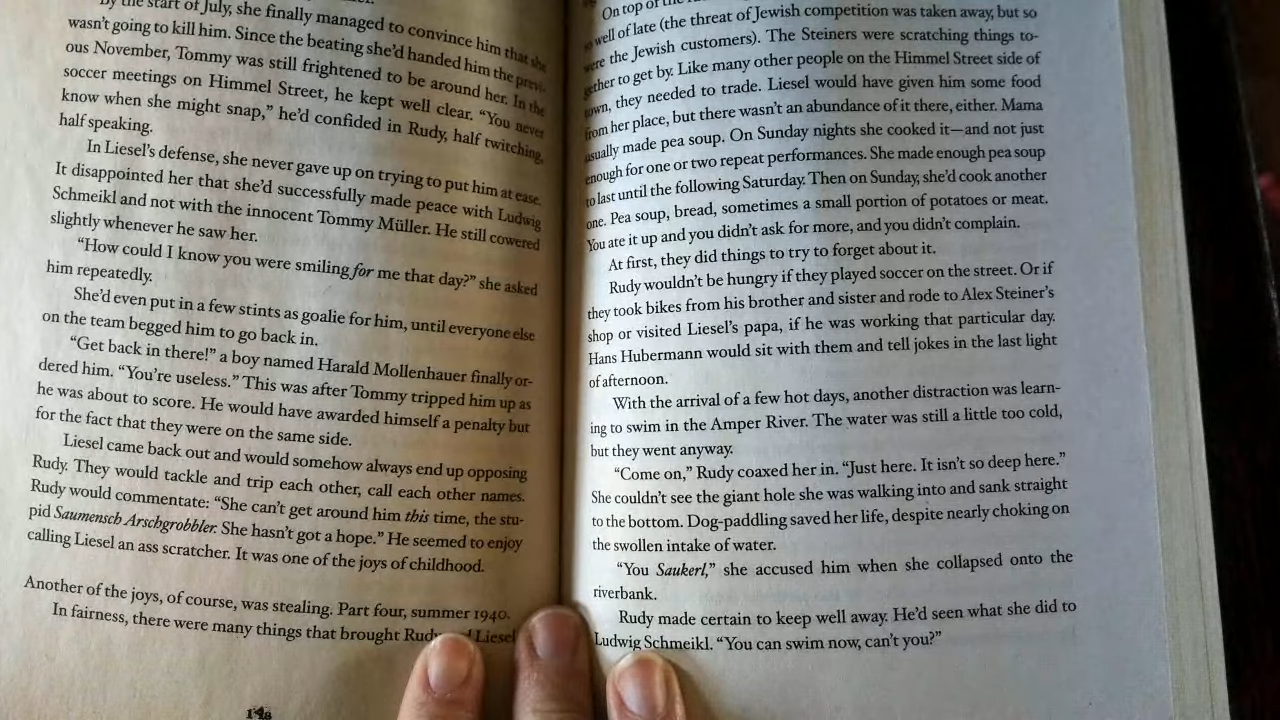 By the start of July, she finally managed to convince him that she
wasn't going to kill him. Since the beating she'd handed him the previ-
ous November, Tommy was still frightened to be around her. In the
soccer meetings on Himmel Street, he kept well clear. “You never
know when she might snap,” he'd confided in Rudy, half twitching,
half speaking.
In Liesel's defense, she never gave up on trying to put him at ease.
It disappointed her that she'd successfully made peace with Ludwig
Schmeikl and not with the innocent Tommy Müller. He still cowered
slightly whenever he saw her.
“How could I know you were smiling for me that day?” she asked
him repeatedly.
She'd even put in a few stints as goalie for him, until everyone else
on the team begged him to go back in.
“Get back in there!” a boy named Harald Mollenhauer finally or-
dered him. “You're useless.” This was after Tommy tripped him up as
he was about to score. He would have awarded himself a penalty but
for the fact that they were on the same side.
Liesel came back out and would somehow always end up opposing
Rudy. They would tackle and trip each other, call each other names.
Rudy would commentate: “She can't get around him this time, the stu-
pid Saumensch Arschgrobbler. She hasn't got a hope.” He seemed to enjoy
calling Liesel an ass scratcher. It was one of the joys of childhood.
Another of the joys, of course, was stealing. Part four, summer 1940.
In fairness, there were many things that brought Rudy Liesel
On top of the
so well of late (the threat of Jewish competition was taken away, but so
were the Jewish customers). The Steiners were scratching things to-
gether to get by. Like many other people on the Himmel Street side of
town, they needed to trade. Liesel would have given him some food
from her place, but there wasn't an abundance of it there, either. Mama
usually made pea soup. On Sunday nights she cooked it—and not just
enough for one or two repeat performances. She made enough pea soup
to last until the following Saturday. Then on Sunday, she'd cook another
one. Pea soup, bread, sometimes a small portion of potatoes or meat.
You ate it up and you didn't ask for more, and you didn't complain.
At first, they did things to try to forget about it.
Rudy wouldn't be hungry if they played soccer on the street. Or if
they took bikes from his brother and sister and rode to Alex Steiner's
shop or visited Liesel's papa, if he was working that particular day.
Hans Hubermann would sit with them and tell jokes in the last light
of afternoon.
With the arrival of a few hot days, another distraction was learn-
ing to swim in the Amper River. The water was still a little too cold,
but they went anyway.
“Come on,” Rudy coaxed her in. “Just here. It isn't so deep here.”
She couldn't see the giant hole she was walking into and sank straight
to the bottom. Dog-paddling saved her life, despite nearly choking on
the swollen intake of water.
“You Saukerl,” she accused him when she collapsed onto the
riverbank.
Rudy made certain to keep well away. He'd seen what she did to
Ludwig Schmeikl. “You can swim now, can't you?”